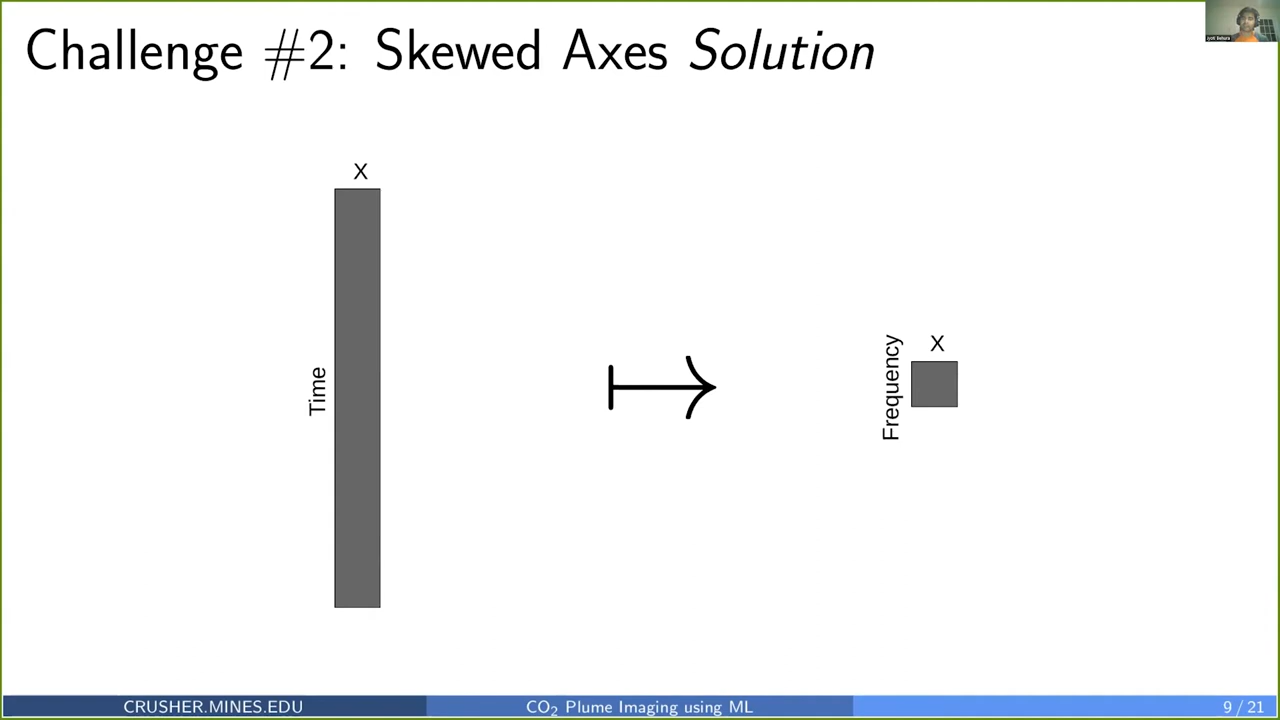 Challenge #2: Skewed Axes Solution
X
Time
X
Frequency
CRUSHER.MINES.EDU
CO₂ Plume Imaging using ML
9 / 21